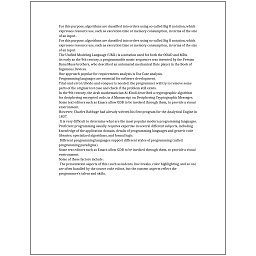 For this purpose, algorithms are classified into orders using so-called Big O notation, which
expresses resource use, such as execution time or memory consumption, in terms of the size
of an input.
For this purpose, algorithms are classified into orders using so-called Big O notation, which
expresses resource use, such as execution time or memory consumption, in terms of the size
of an input.
The Unified Modeling Language (UML) is a notation used for both the OOAD and MDA.
As early as the 9th century, a programmable music sequencer was invented by the Persian
Banu Musa brothers, who described an automated mechanical flute player in the Book of
Ingenious Devices.
One approach popular for requirements analysis is Use Case analysis.
Programming languages are essential for software development.
Trial-and-error/divide-and-conquer is needed: the programmer will try to remove some
parts of the original test case and check if the problem still exists.
In the 9th century, the Arab mathematician Al-Kindi described a cryptographic algorithm
for deciphering encrypted code, in A Manuscript on Deciphering Cryptographic Messages.
Some text editors such as Emacs allow GDB to be invoked through them, to provide a visual
environment.
However, Charles Babbage had already written his first program for the Analytical Engine in
1837.
It is very difficult to determine what are the most popular modern programming languages.
Proficient programming usually requires expertise in several different subjects, including
knowledge of the application domain, details of programming languages and generic code
libraries, specialized algorithms, and formal logic.
Different programming languages support different styles of programming (called
programming paradigms).
Some text editors such as Emacs allow GDB to be invoked through them, to provide a visual
environment.
Some of these factors include:
The presentation aspects of this (such as indents, line breaks, color highlighting, and so on)
are often handled by the source code editor, but the content aspects reflect the
programmer's talent and skills.